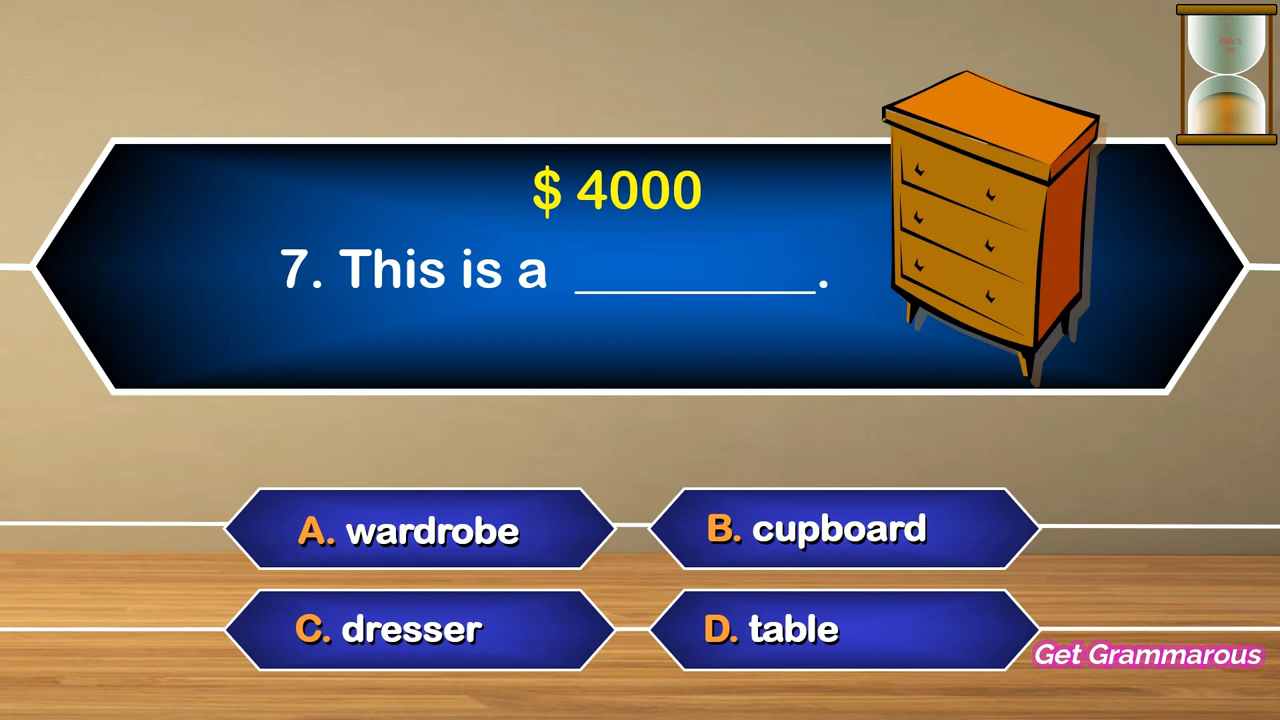 $ 4000
7. This is a _________.
A. wardrobe
B. cupboard
C. dresser
D. table
Get Grammarous